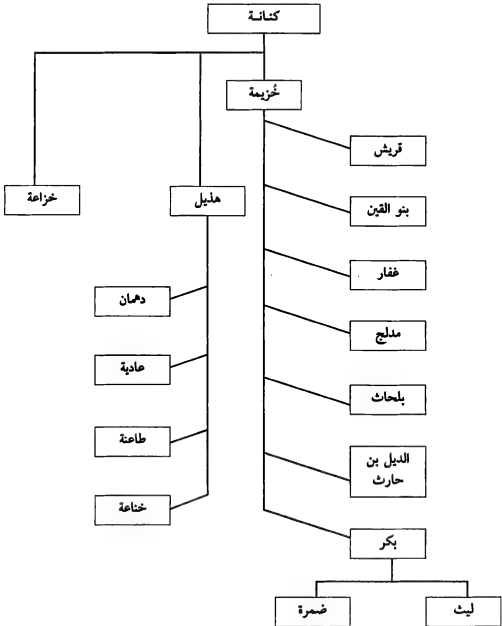 كنانة
خُزيمة
قريش
هذيل
خزاعة
بنو القين
غفار
دهمان
مدلج
عادية
بلحاث
طاعنة
الديل بن
حارث
خناعة
بكر
ليث
ضمرة